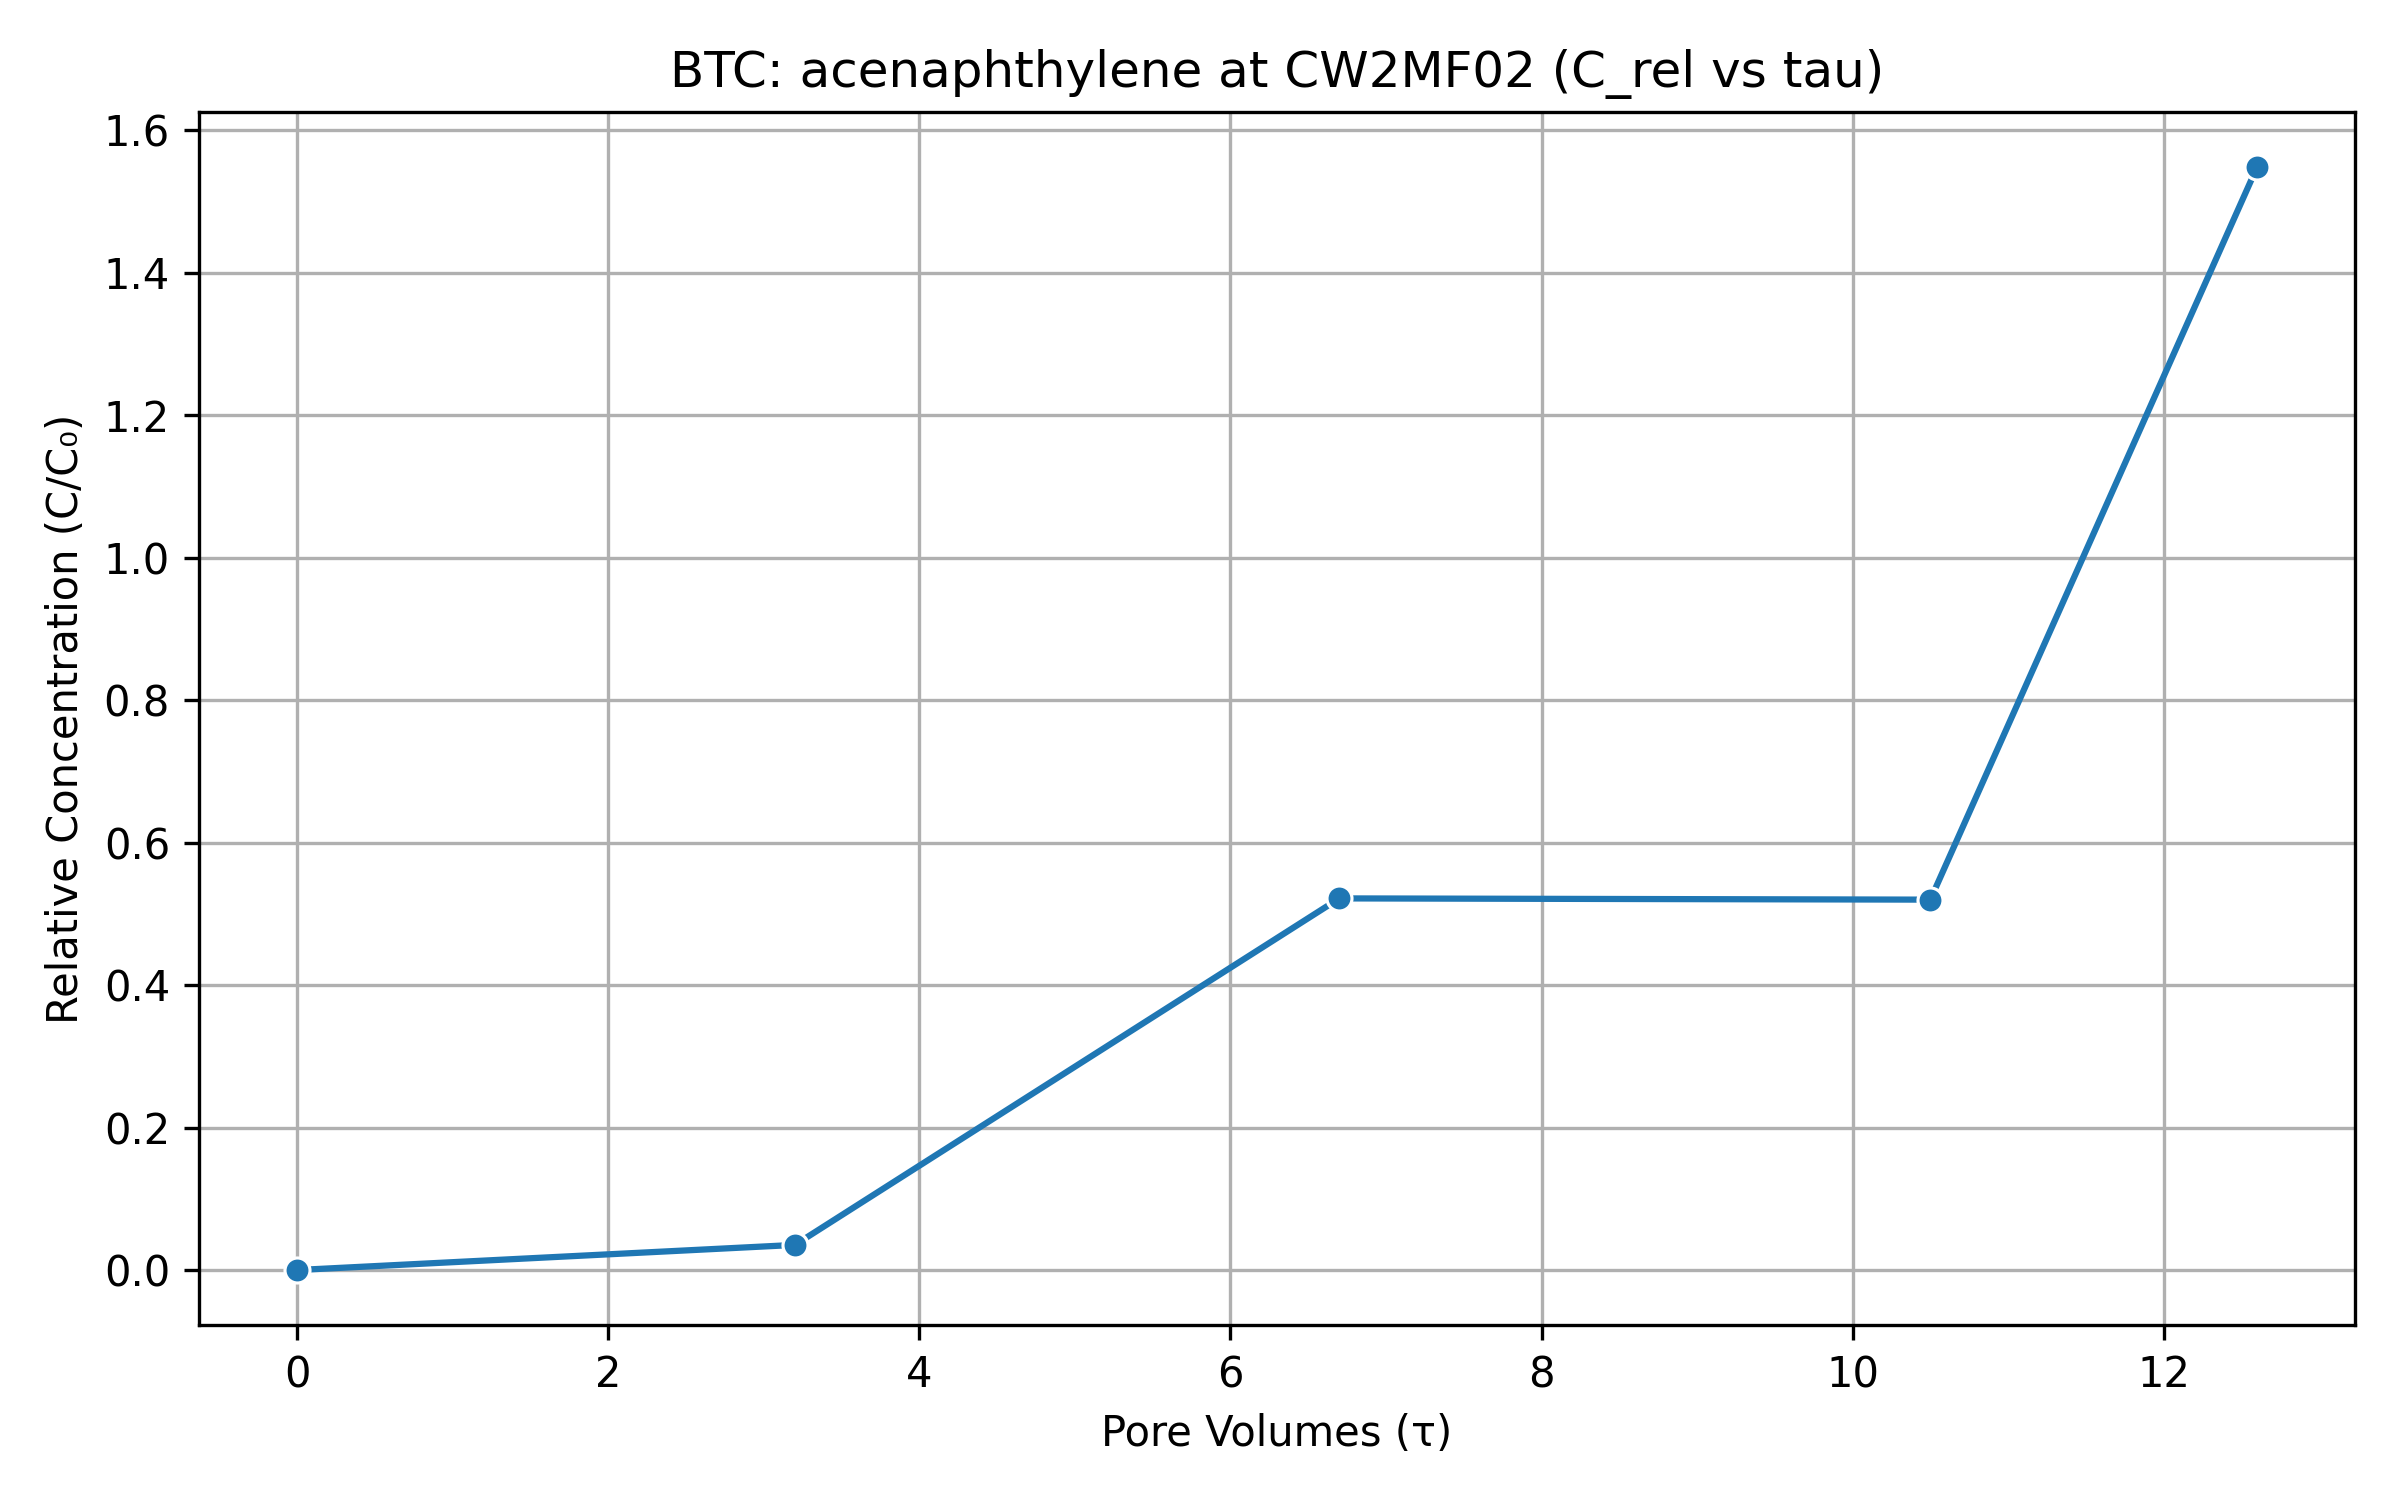 BTC: acenaphthylene at CW2MF02 (C_rel vs tau)
Relative Concentration (C/C₀)
1.6
1.4
1.2
1.0
0.8
0.6
0.4
0.2
0.0
0 2 4 6 8 10 12
Pore Volumes (τ)